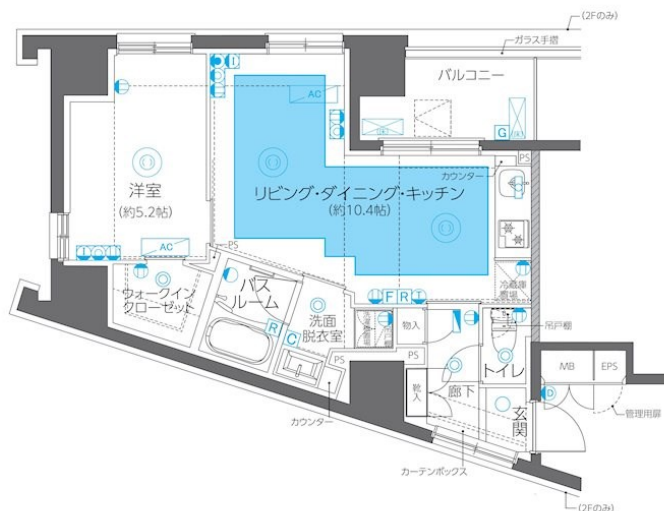 (2Fのみ)
ガラス手摺
バルコニー
AC
G
PS
カウンター
洋室
(約5.2帖)
リビング・ダイニング・キッチン
(約10.4帖)
AC
PS
冷蔵庫
置場
ウォークイン
クローゼット
バス
ルーム
R
C
洗面
脱衣室
F
R
物入
吊戸棚
PS
PS
トイレ
MB
EPS
靴入
廊下
玄関
D
管理用扉
カウンター
カーテンボックス
(2Fのみ)